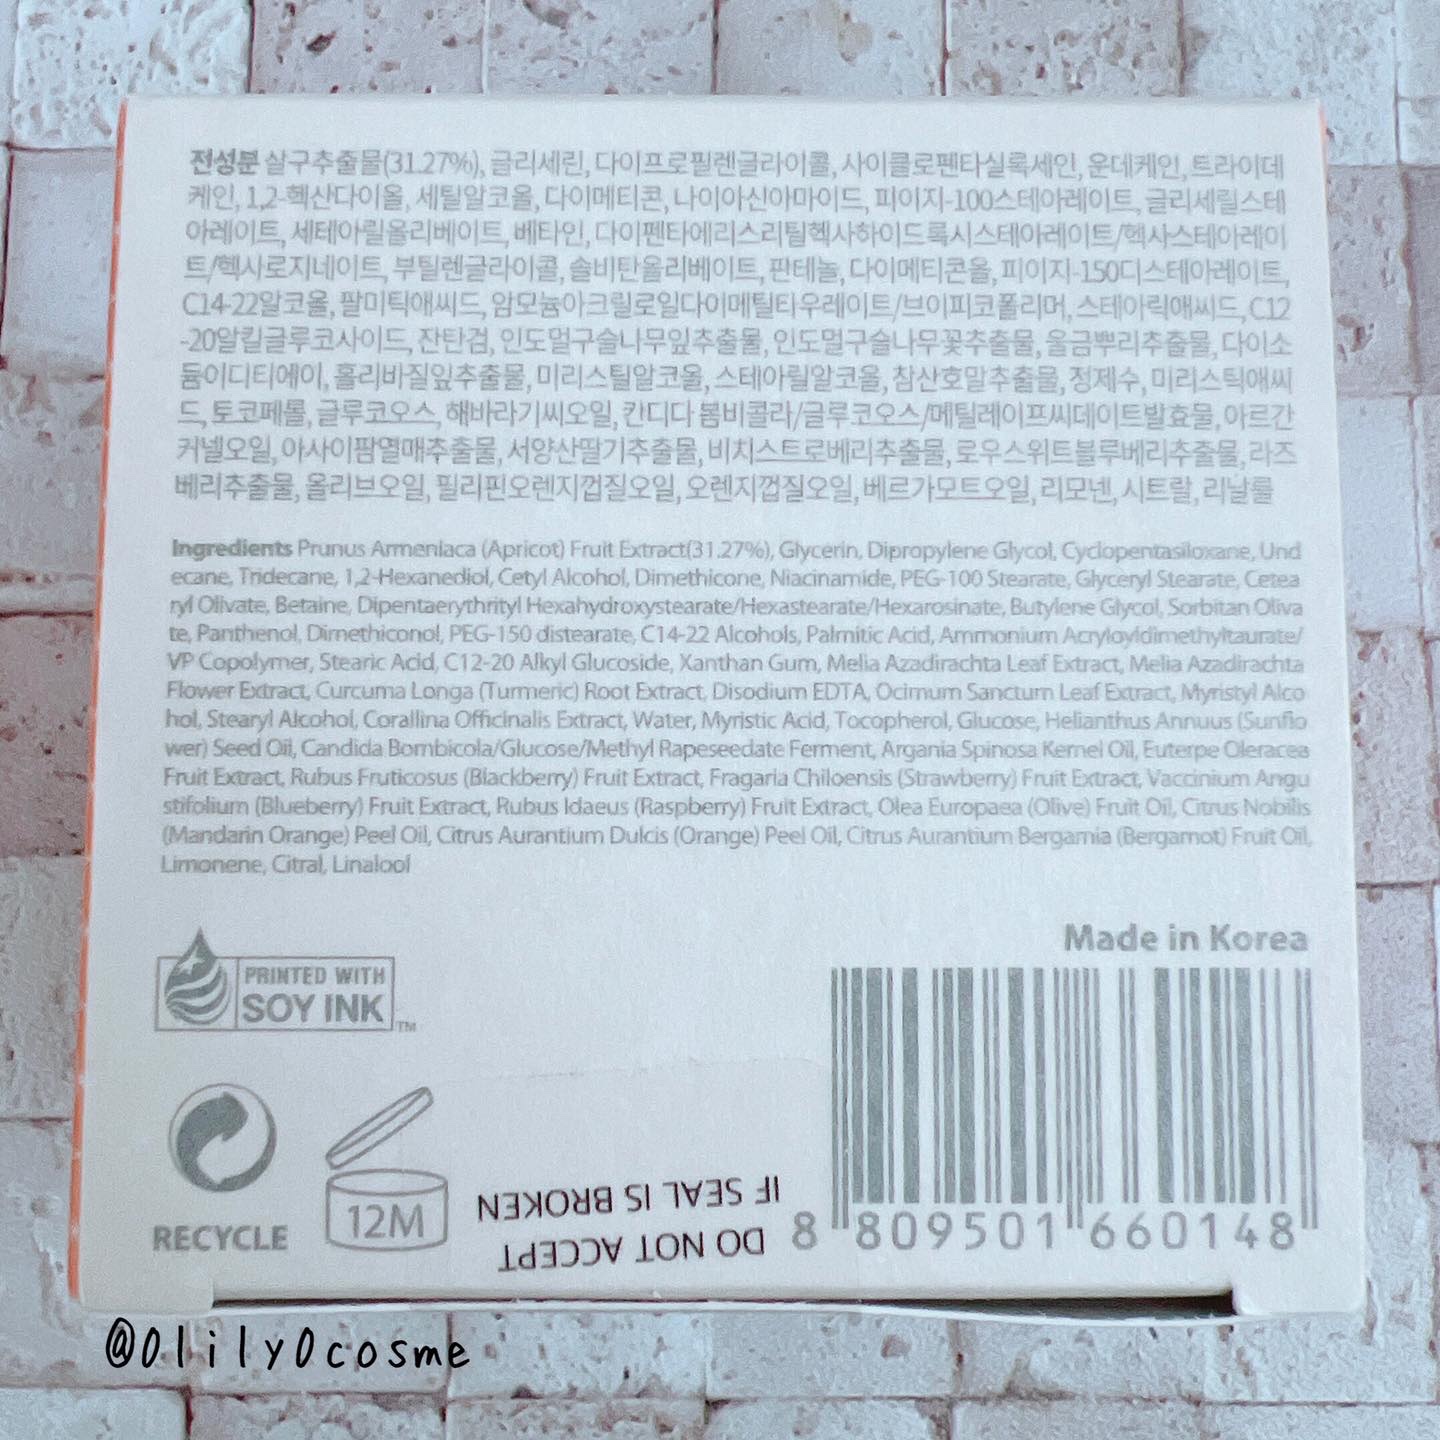 전성분 살구추출물(31.27%), 글리세린, 다이프로필렌글라이콜, 사이클로펜타실록세인, 운데케인, 트라이데
케인, 1,2-헥산다이올, 세틸알코올, 다이메티콘, 나이아신아마이드, 피이지-100스테아레이트, 글리세릴스테
아레이트, 세테아릴올리베이트, 베타인, 다이펜타에리스리틸헥사하이드록시스테아레이트/헥사스테아레이
트/헥사로지네이트, 부틸렌글라이콜, 솔비탄올리베이트, 판테놀, 다이메티콘올, 피이지-150디스테아레이트,
C14-22알코올, 팔미틱애씨드, 암모늄아크릴로일다이메틸타우레이트/브이피코폴리머, 스테아릭애씨드, C12
-20알킬글루코사이드, 잔탄검, 인도멀구슬나무잎추출물, 인도멀구슬나무꽃추출물, 울금뿌리추출물, 다이소
듐이디티에이, 홀리바질잎추출물, 미리스틸알코올, 스테아릴알코올, 참산호말추출물, 정제수, 미리스틱애씨
드, 토코페롤, 글루코오스, 해바라기씨오일, 칸디다 봄비콜라/글루코오스/메틸레이프씨데이트발효물, 아르간
커넬오일, 아사이팜열매추출물, 서양산딸기추출물, 비치스트로베리추출물, 로우스위트블루베리추출물, 라즈
베리추출물, 올리브오일, 필리핀오렌지껍질오일, 오렌지껍질오일, 베르가모트오일, 리모넨, 시트랄, 리날룰
Ingredients Prunus Armeniaca (Apricot) Fruit Extract(31.27%), Glycerin, Dipropylene Glycol, Cyclopentasiloxane, Und
ecane, Tridecane, 1,2-Hexanediol, Cetyl Alcohol, Dimethicone, Niacinamide, PEG-100 Stearate, Glyceryl Stearate, Cetea
ryl Olivate, Betaine, Dipentaerythrityl Hexahydroxystearate/Hexastearate/Hexarosinate, Butylene Glycol, Sorbitan Oliva
te, Panthenol, Dimethiconol, PEG-150 distearate, C14-22 Alcohols, Palmitic Acid, Ammonium Acryloyldimethyltaurate/
VP Copolymer, Stearic Acid, C12-20 Alkyl Glucoside, Xanthan Gum, Melia Azadirachta Leaf Extract, Melia Azadirachta
Flower Extract, Curcuma Longa (Turmeric) Root Extract, Disodium EDTA, Ocimum Sanctum Leaf Extract, Myristyl Alco
hol, Stearyl Alcohol, Corallina Officinalis Extract, Water, Myristic Acid, Tocopherol, Glucose, Helianthus Annuus (Sunflo
wer) Seed Oil, Candida Bombicola/Glucose/Methyl Rapeseedate Ferment, Argania Spinosa Kernel Oil, Euterpe Oleracea
Fruit Extract, Rubus Fruticosus (Blackberry) Fruit Extract, Fragaria Chiloensis (Strawberry) Fruit Extract, Vaccinium Angu
stifolium (Blueberry) Fruit Extract, Rubus Idaeus (Raspberry) Fruit Extract, Olea Europaea (Olive) Fruit Oil, Citrus Nobilis
(Mandarin Orange) Peel Oil, Citrus Aurantium Dulcis (Orange) Peel Oil, Citrus Aurantium Bergamia (Bergamot) Fruit Oil,
Limonene, Citral, Linalool
Made in Korea
PRINTED WITH
SOY INK ™
RECYCLE
12M
DO NOT ACCEPT
IF SEAL IS BROKEN
8 809501 660148
@0lily0cosme